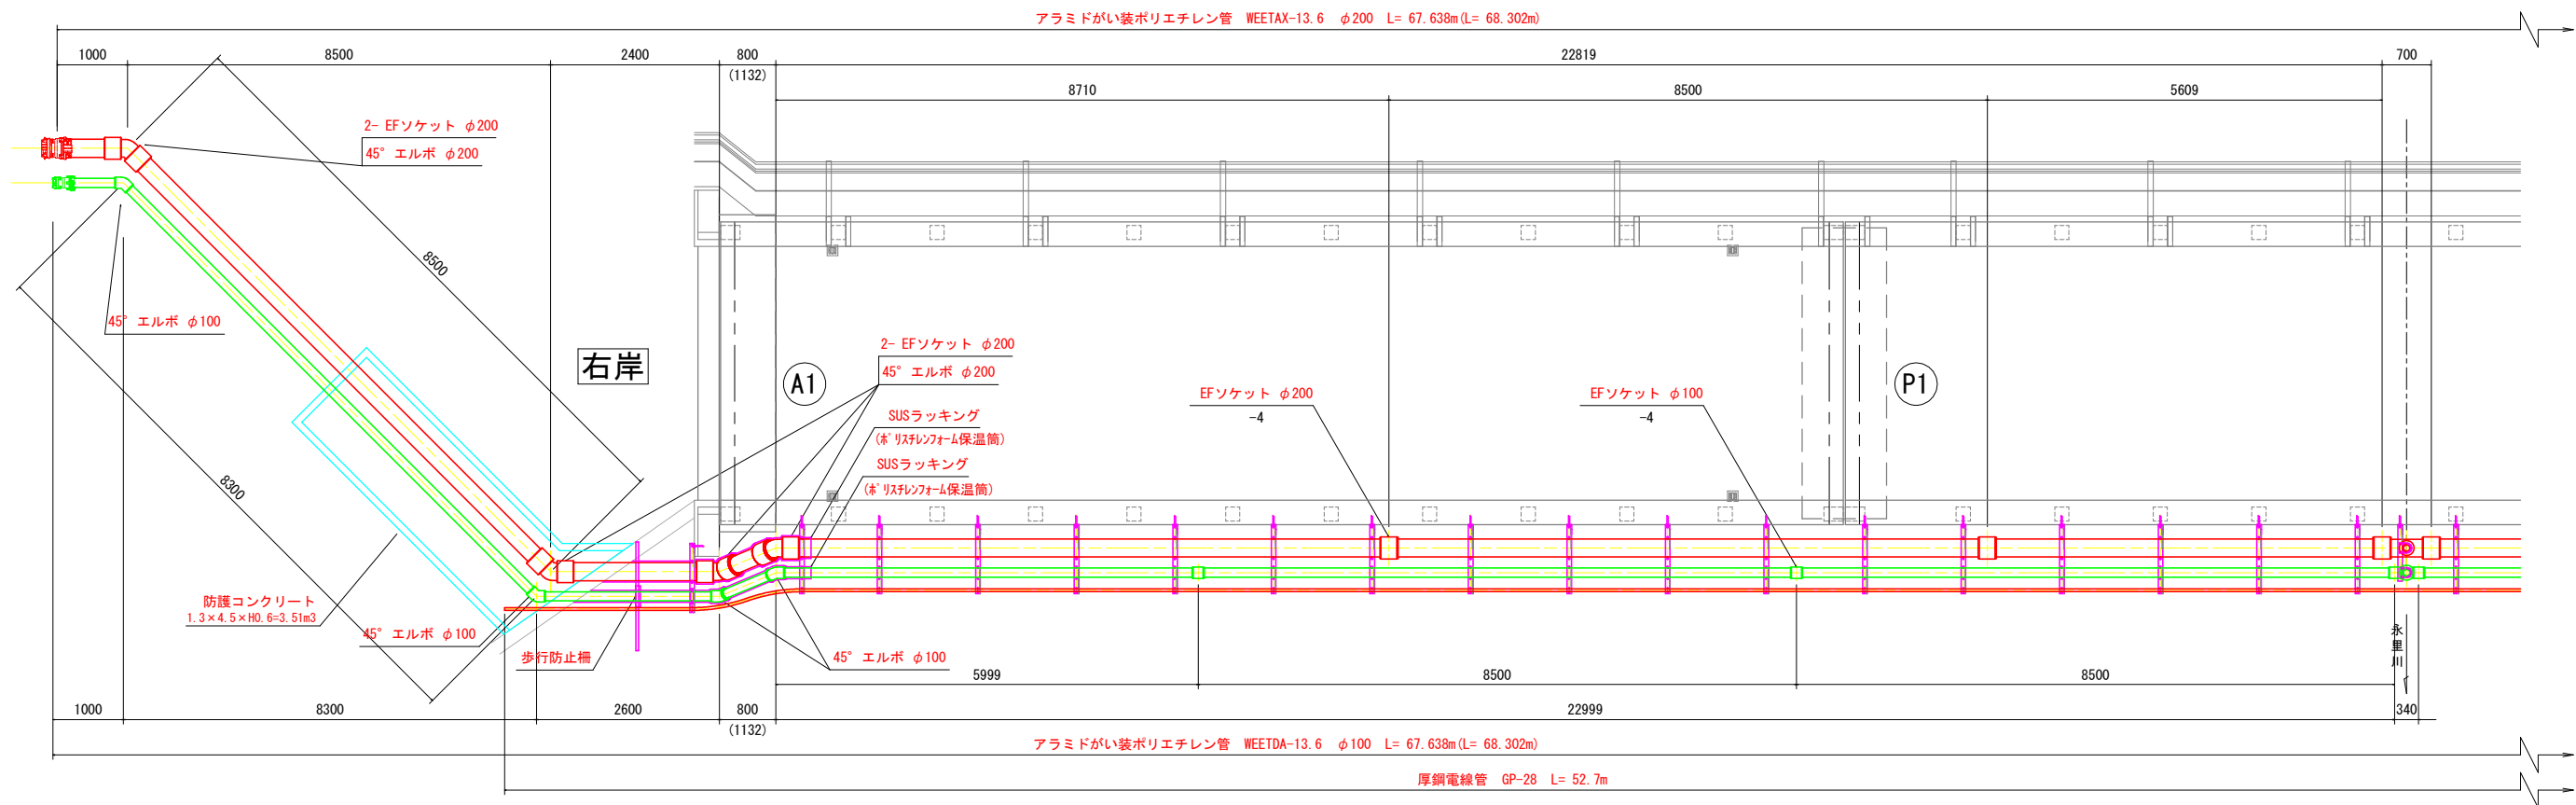 アラミドがい装ポリエチレン管 WEETAX-13.6 φ200 L= 67.638m(L= 68.302m)
1000
8500
2400
800
(1132)
22819
700
8710
8500
5609
2- EFソケット φ200
45° エルボ φ200
8500
45° エルボ φ100
8300
右岸
A1
P1
2- EFソケット φ200
45° エルボ φ200
SUSラッキング
(ポリスチレンフォーム保温筒)
SUSラッキング
(ポリスチレンフォーム保温筒)
EFソケット φ200
-4
EFソケット φ100
-4
防護コンクリート
1.3×4.5×H0.6=3.51m3
45° エルボ φ100
歩行防止柵
45° エルボ φ100
永里川
5999
8500
8500
1000
8300
2600
800
(1132)
22999
340
アラミドがい装ポリエチレン管 WEETDA-13.6 φ100 L= 67.638m(L= 68.302m)
厚鋼電線管 GP-28 L= 52.7m